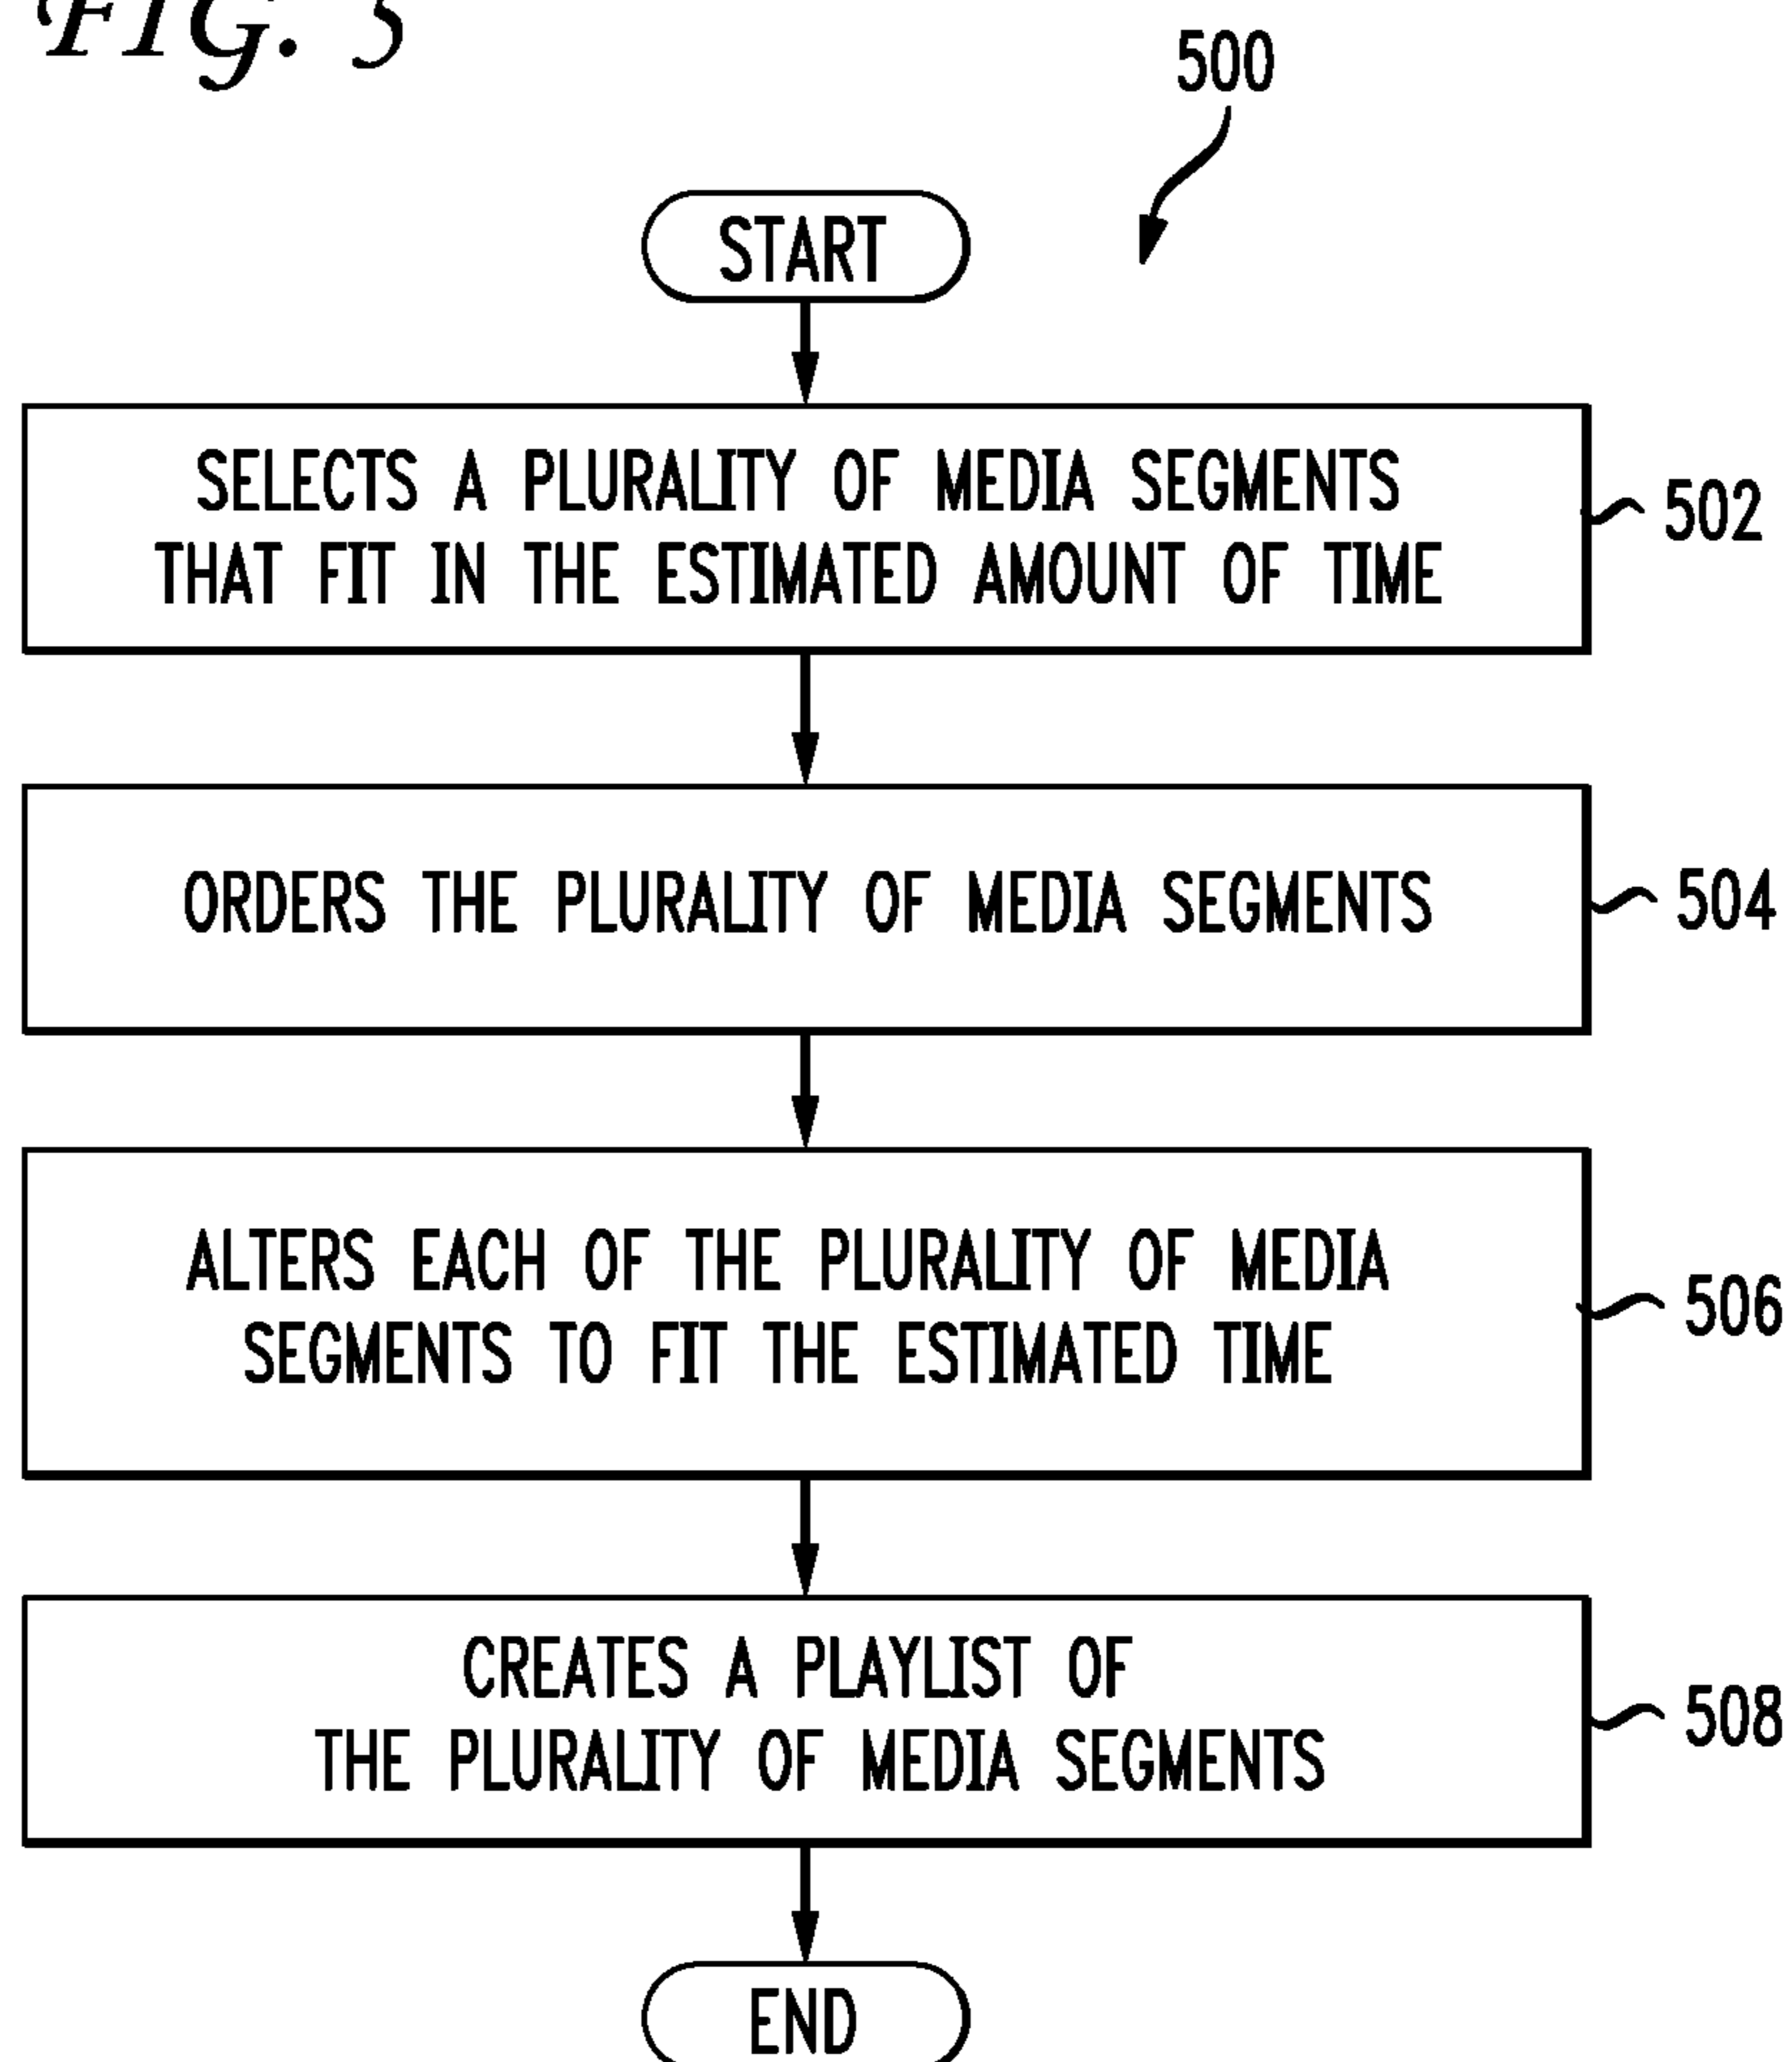 FIG. 5
500
START
SELECTS A PLURALITY OF MEDIA SEGMENTS
THAT FIT IN THE ESTIMATED AMOUNT OF TIME
502
ORDERS THE PLURALITY OF MEDIA SEGMENTS
504
ALTERS EACH OF THE PLURALITY OF MEDIA
SEGMENTS TO FIT THE ESTIMATED TIME
506
CREATES A PLAYLIST OF
THE PLURALITY OF MEDIA SEGMENTS
508
END